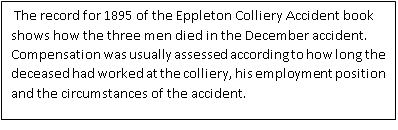 The record for 1895 of the Eppleton Colliery Accident book
shows how the three men died in the December accident.
Compensation was usually assessed according to how long the
deceased had worked at the colliery, his employment position
and the circumstances of the accident.